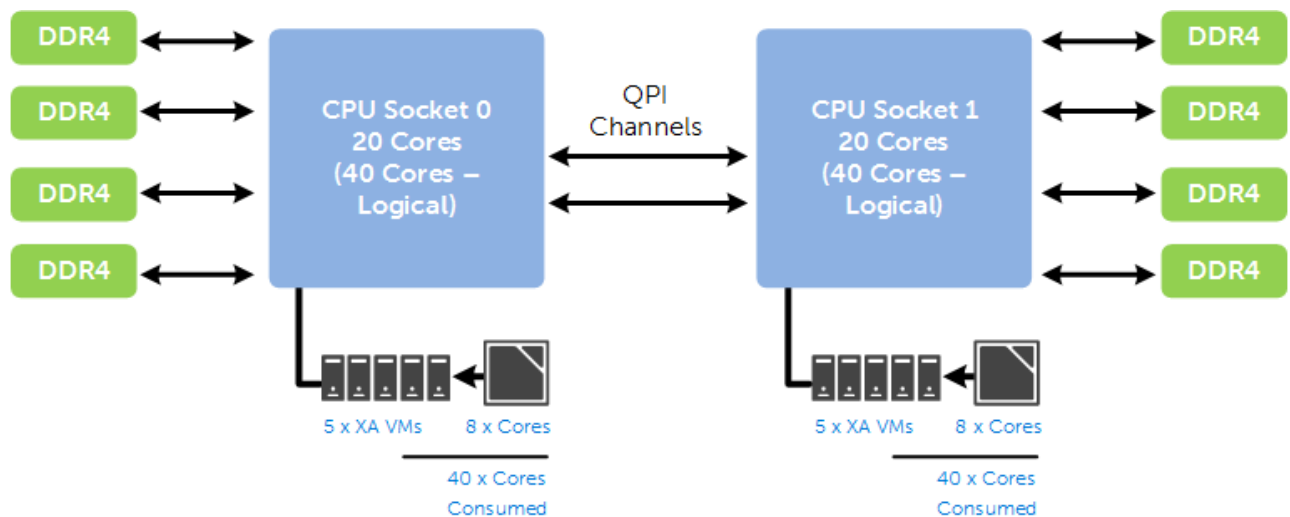 DDR4
DDR4
DDR4
DDR4
CPU Socket 0
20 Cores
(40 Cores –
Logical)
QPI
Channels
CPU Socket 1
20 Cores
(40 Cores –
Logical)
DDR4
DDR4
DDR4
DDR4
5 x XA VMs
8 x Cores
40 x Cores
Consumed
5 x XA VMs
8 x Cores
40 x Cores
Consumed